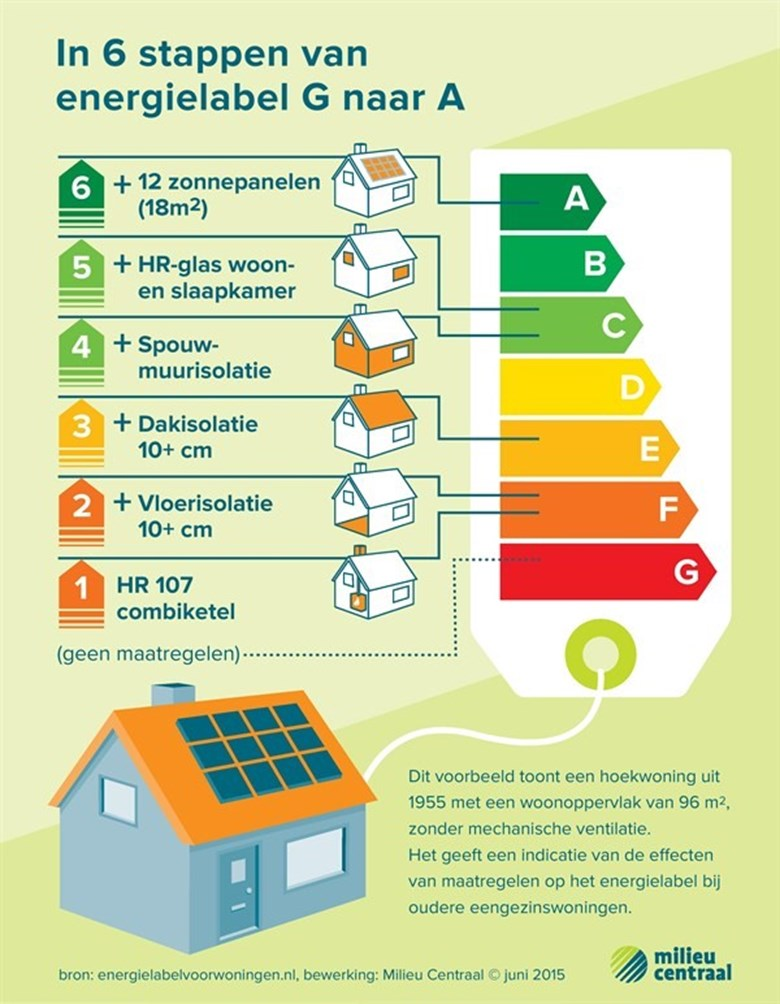 In 6 stappen van
energielabel G naar A
6 + 12 zonnepanelen
(18m²)
5 + HR-glas woon-
en slaapkamer
4 + Spouw-
muurisolatie
3 + Dakisolatie
10+ cm
2 + Vloerisolatie
10+ cm
1 HR 107
combiketel
(geen maatregelen)
A
B
C
D
E
F
G
Dit voorbeeld toont een hoekwoning uit
1955 met een woonoppervlak van 96 m²,
zonder mechanische ventilatie.
Het geeft een indicatie van de effecten
van maatregelen op het energielabel bij
oudere eengezinswoningen.
bron: energielabelvoorwoningen.nl, bewerking: Milieu Centraal © juni 2015
milieu
centraal